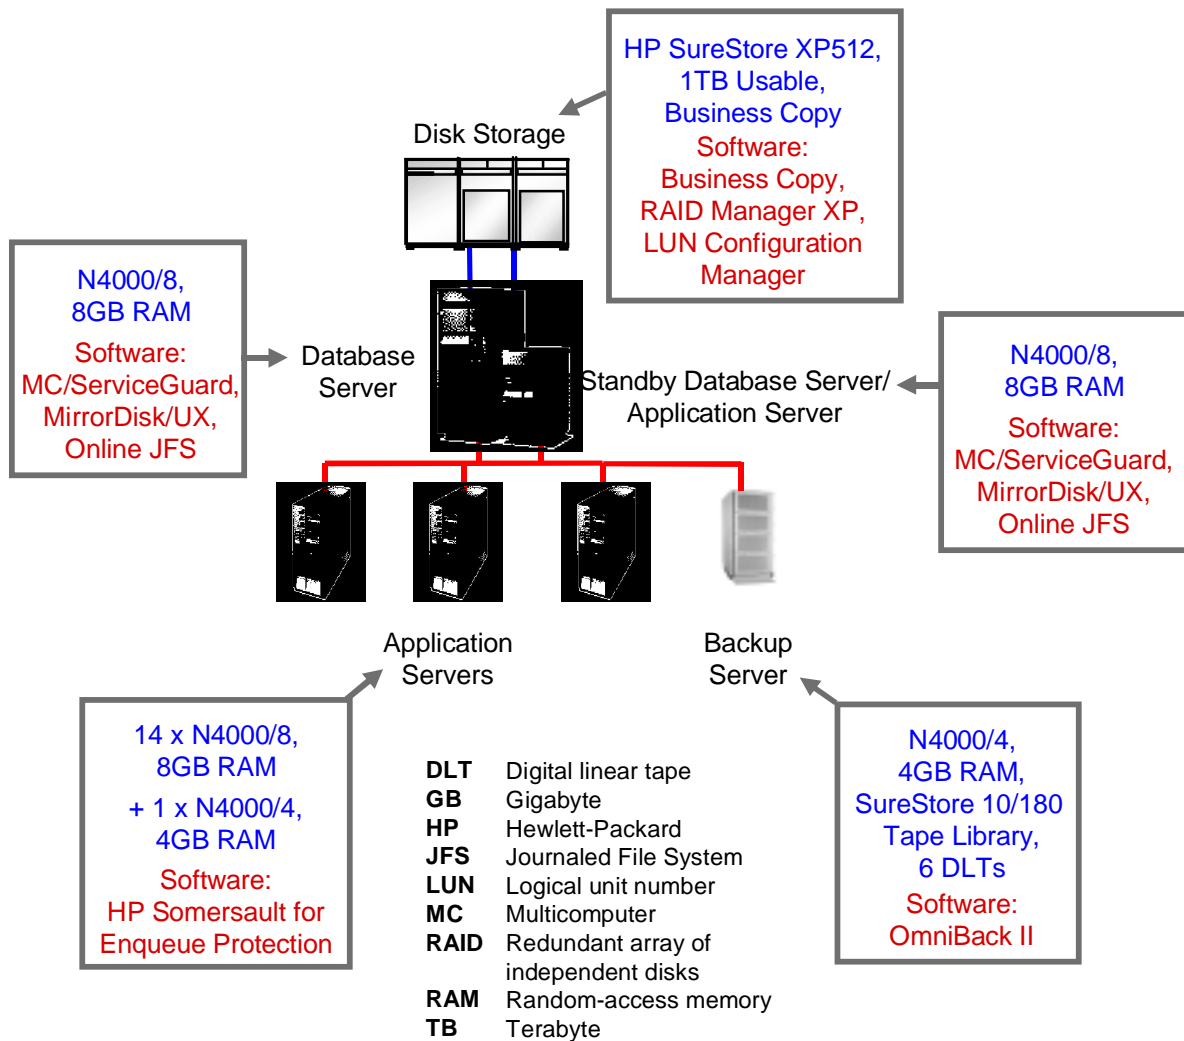 HP SureStore XP512,
1TB Usable,
Business Copy
Software:
Business Copy,
RAID Manager XP,
LUN Configuration
Manager
Disk Storage
N4000/8,
8GB RAM
Software:
MC/ServiceGuard,
MirrorDisk/UX,
Online JFS
Database
Server
Standby Database Server/
Application Server
N4000/8,
8GB RAM
Software:
MC/ServiceGuard,
MirrorDisk/UX,
Online JFS
Application
Servers
Backup
Server
14 x N4000/8,
8GB RAM
+ 1 x N4000/4,
4GB RAM
Software:
HP Somersault for
Enqueue Protection
DLT Digital linear tape
GB Gigabyte
HP Hewlett-Packard
JFS Journaled File System
LUN Logical unit number
MC Multicomputer
RAID Redundant array of
independent disks
RAM Random-access memory
TB Terabyte
N4000/4,
4GB RAM,
SureStore 10/180
Tape Library,
6 DLTs
Software:
OmniBack II